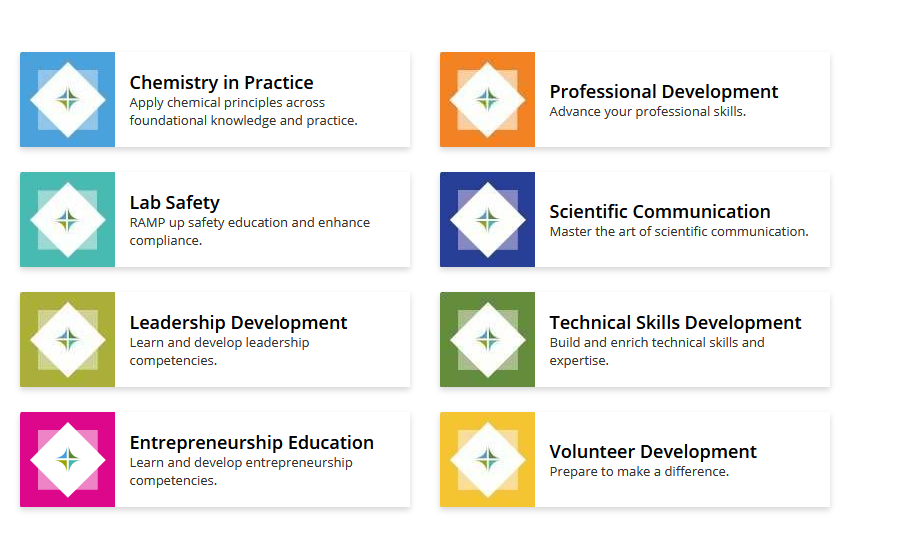 Chemistry in Practice
Apply chemical principles across
foundational knowledge and practice.
Professional Development
Advance your professional skills.
Lab Safety
RAMP up safety education and enhance
compliance.
Scientific Communication
Master the art of scientific communication.
Leadership Development
Learn and develop leadership
competencies.
Technical Skills Development
Build and enrich technical skills and
expertise.
Entrepreneurship Education
Learn and develop entrepreneurship
competencies.
Volunteer Development
Prepare to make a difference.